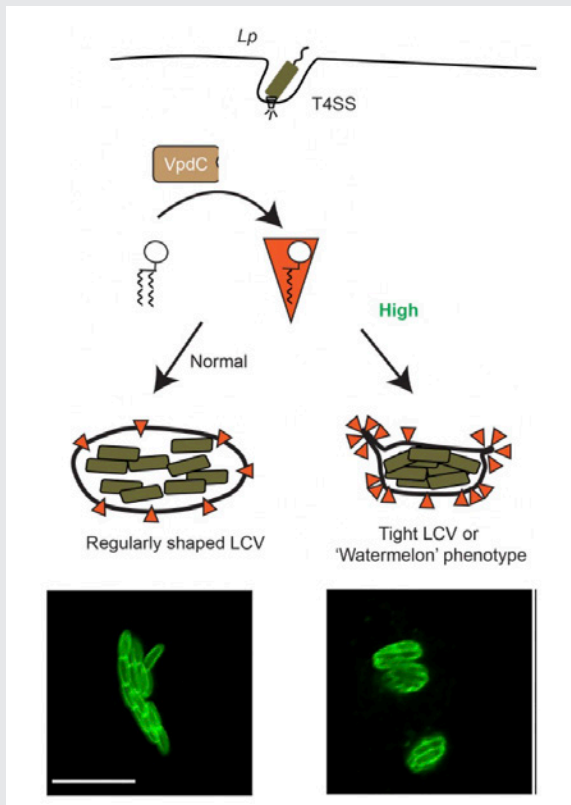 Lp
T4SS
VpdC
High
Normal
Regularly shaped LCV
Tight LCV or
‘Watermelon’ phenotype